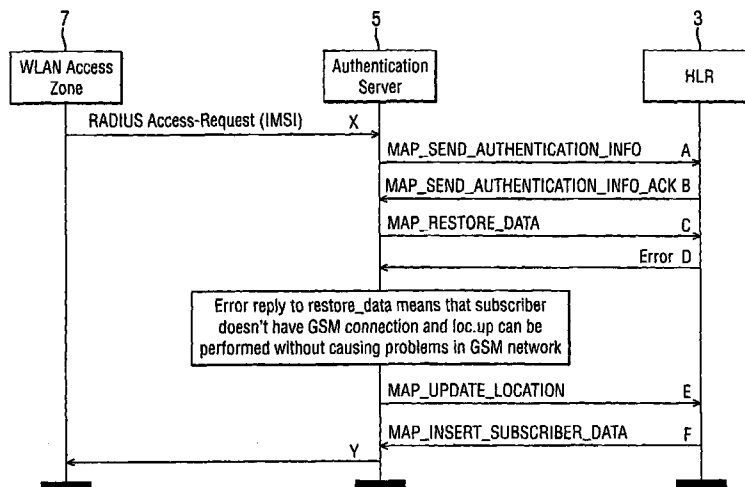 7
5
3
WLAN Access
Zone
Authentication
Server
HLR
RADIUS Access-Request (IMSI) X
MAP_SEND_AUTHENTICATION_INFO A
MAP_SEND_AUTHENTICATION_INFO_ACK B
MAP_RESTORE_DATA C
Error D
Error reply to restore_data means that subscriber
doesn't have GSM connection and loc.up can be
performed without causing problems in GSM network
MAP_UPDATE_LOCATION E
MAP_INSERT_SUBSCRIBER_DATA F
Y